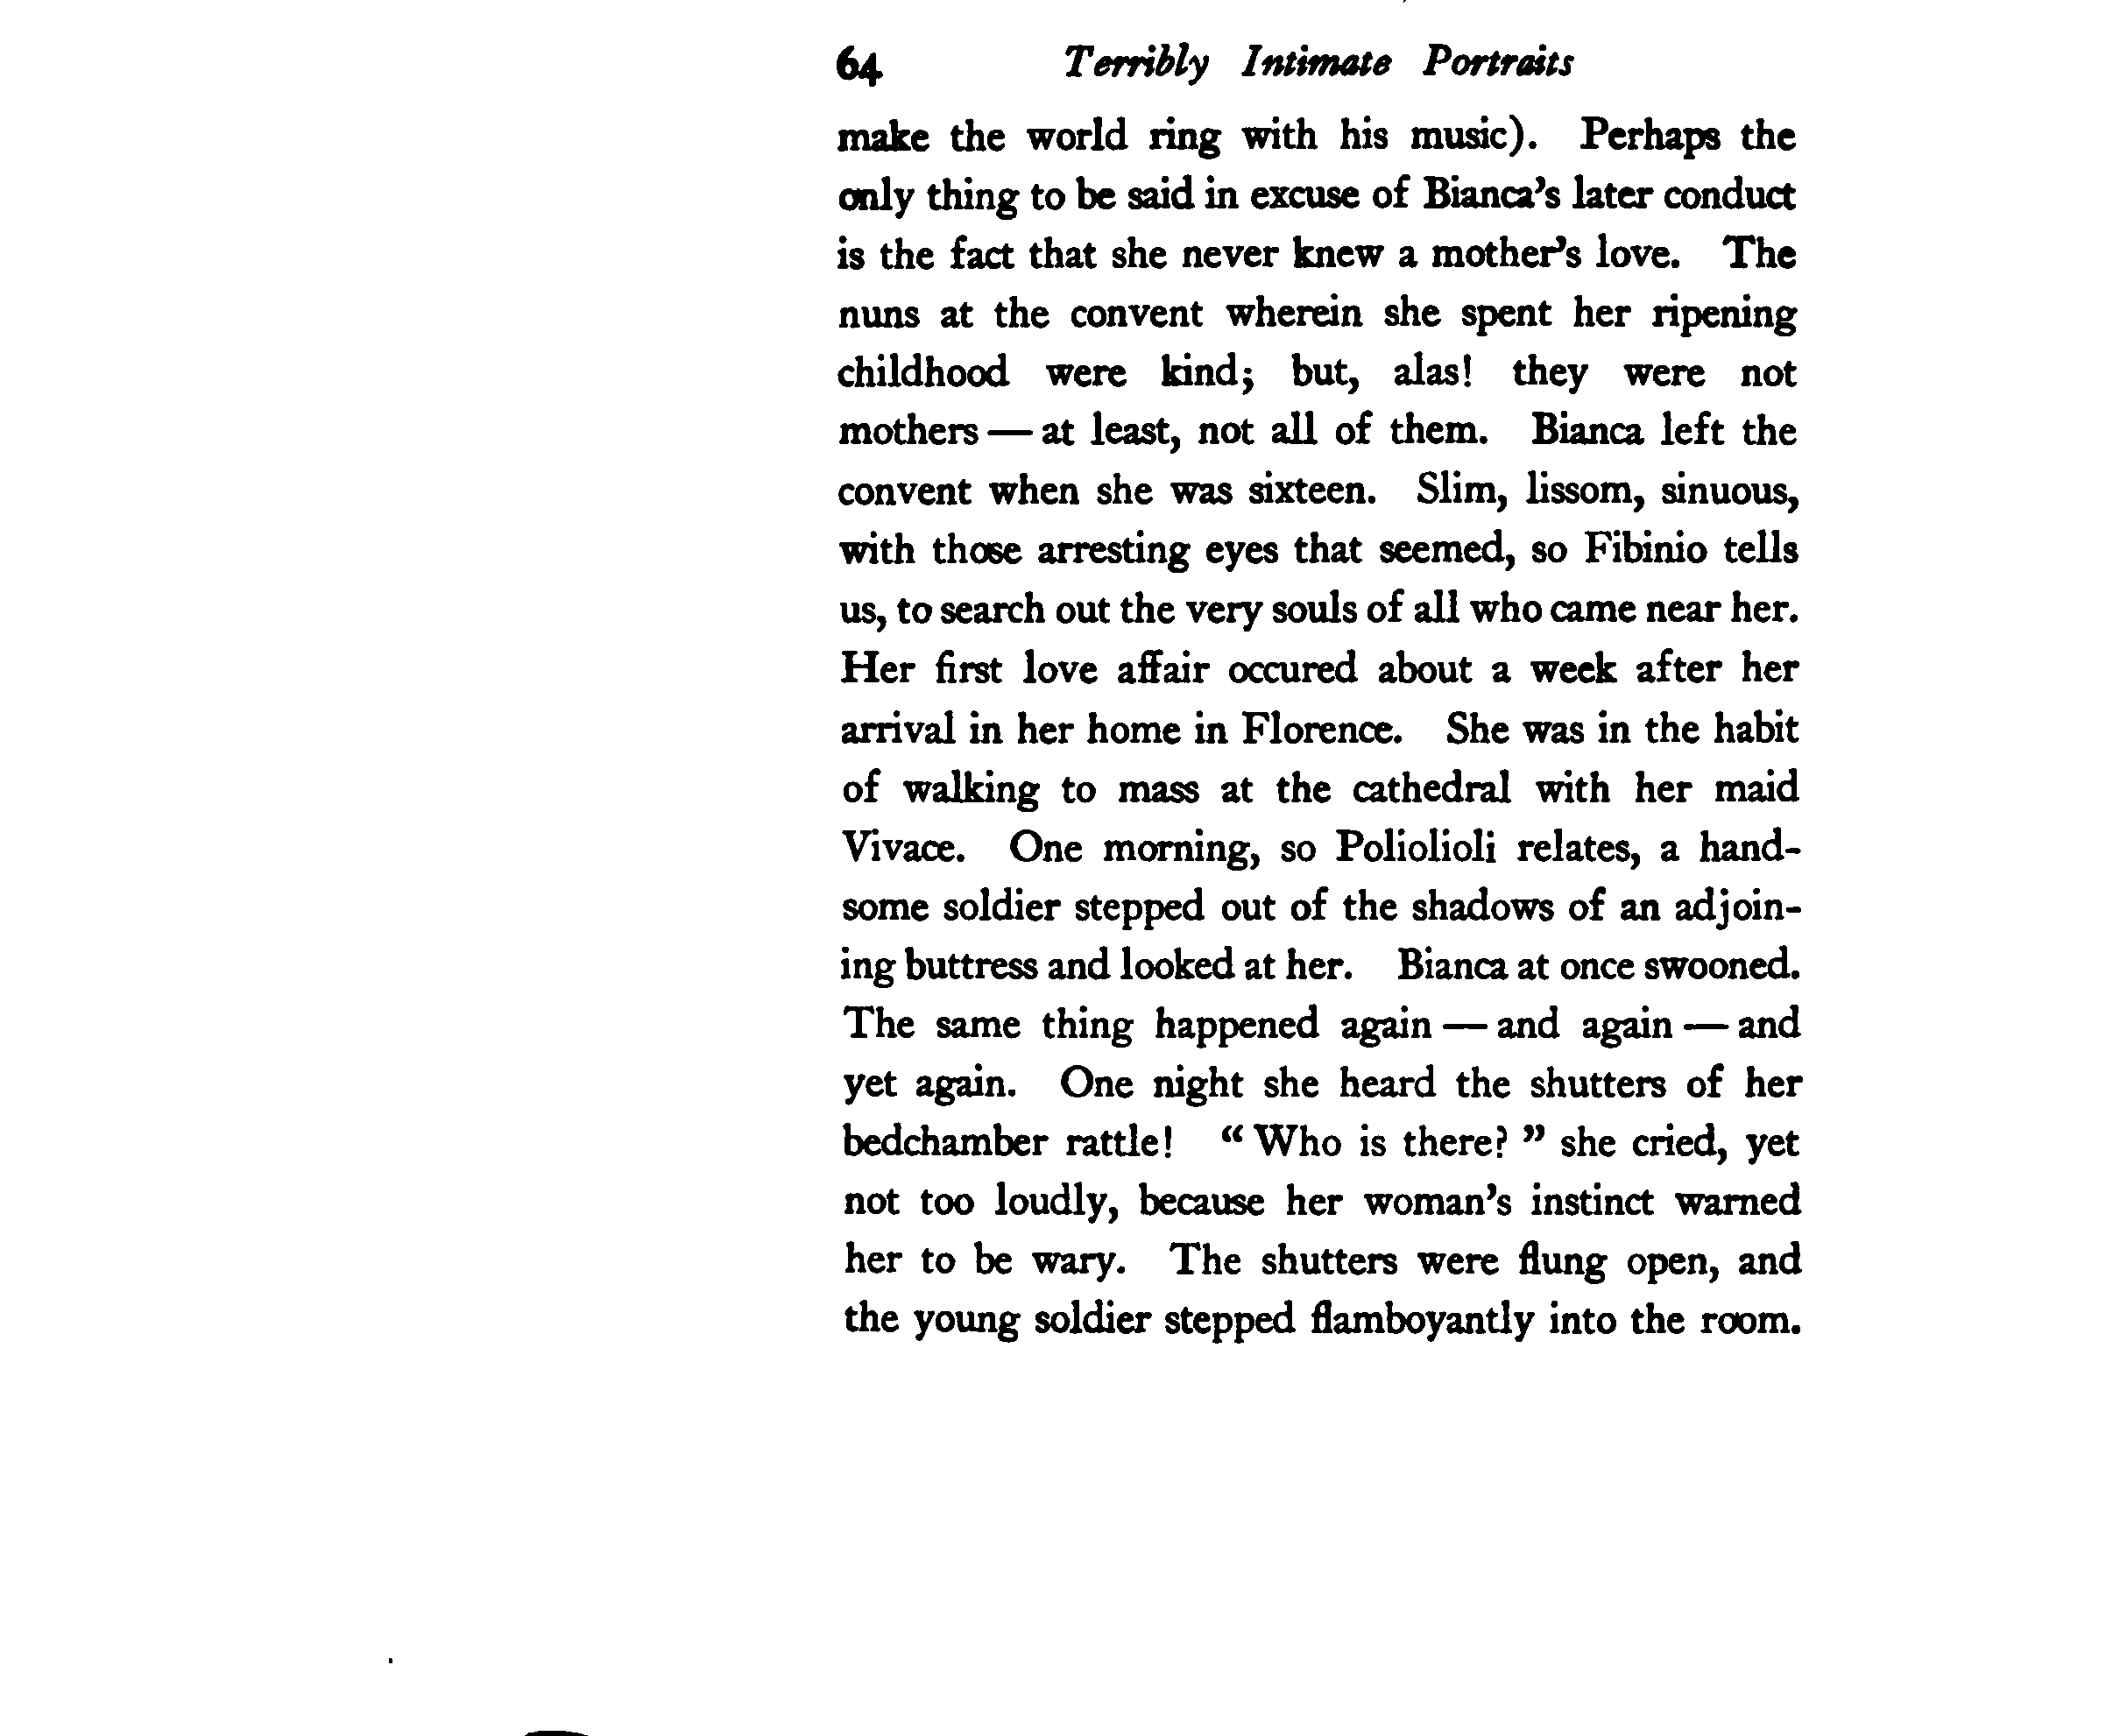 64 Terribly Intimate Portraits
make the world ring with his music). Perhaps the
only thing to be said in excuse of Bianca's later conduct
is the fact that she never knew a mother's love. The
nuns at the convent wherein she spent her ripening
childhood were kind; but, alas! they were not
mothers — at least, not all of them. Bianca left the
convent when she was sixteen. Slim, lissom, sinuous,
with those arresting eyes that seemed, so Fibinio tells
us, to search out the very souls of all who came near her.
Her first love affair occured about a week after her
arrival in her home in Florence. She was in the habit
of walking to mass at the cathedral with her maid
Vivace. One morning, so Poliolioli relates, a hand-
some soldier stepped out of the shadows of an adjoin-
ing buttress and looked at her. Bianca at once swooned.
The same thing happened again — and again — and
yet again. One night she heard the shutters of her
bedchamber rattle! “ Who is there? ” she cried, yet
not too loudly, because her woman's instinct warned
her to be wary. The shutters were flung open, and
the young soldier stepped flamboyantly into the room.